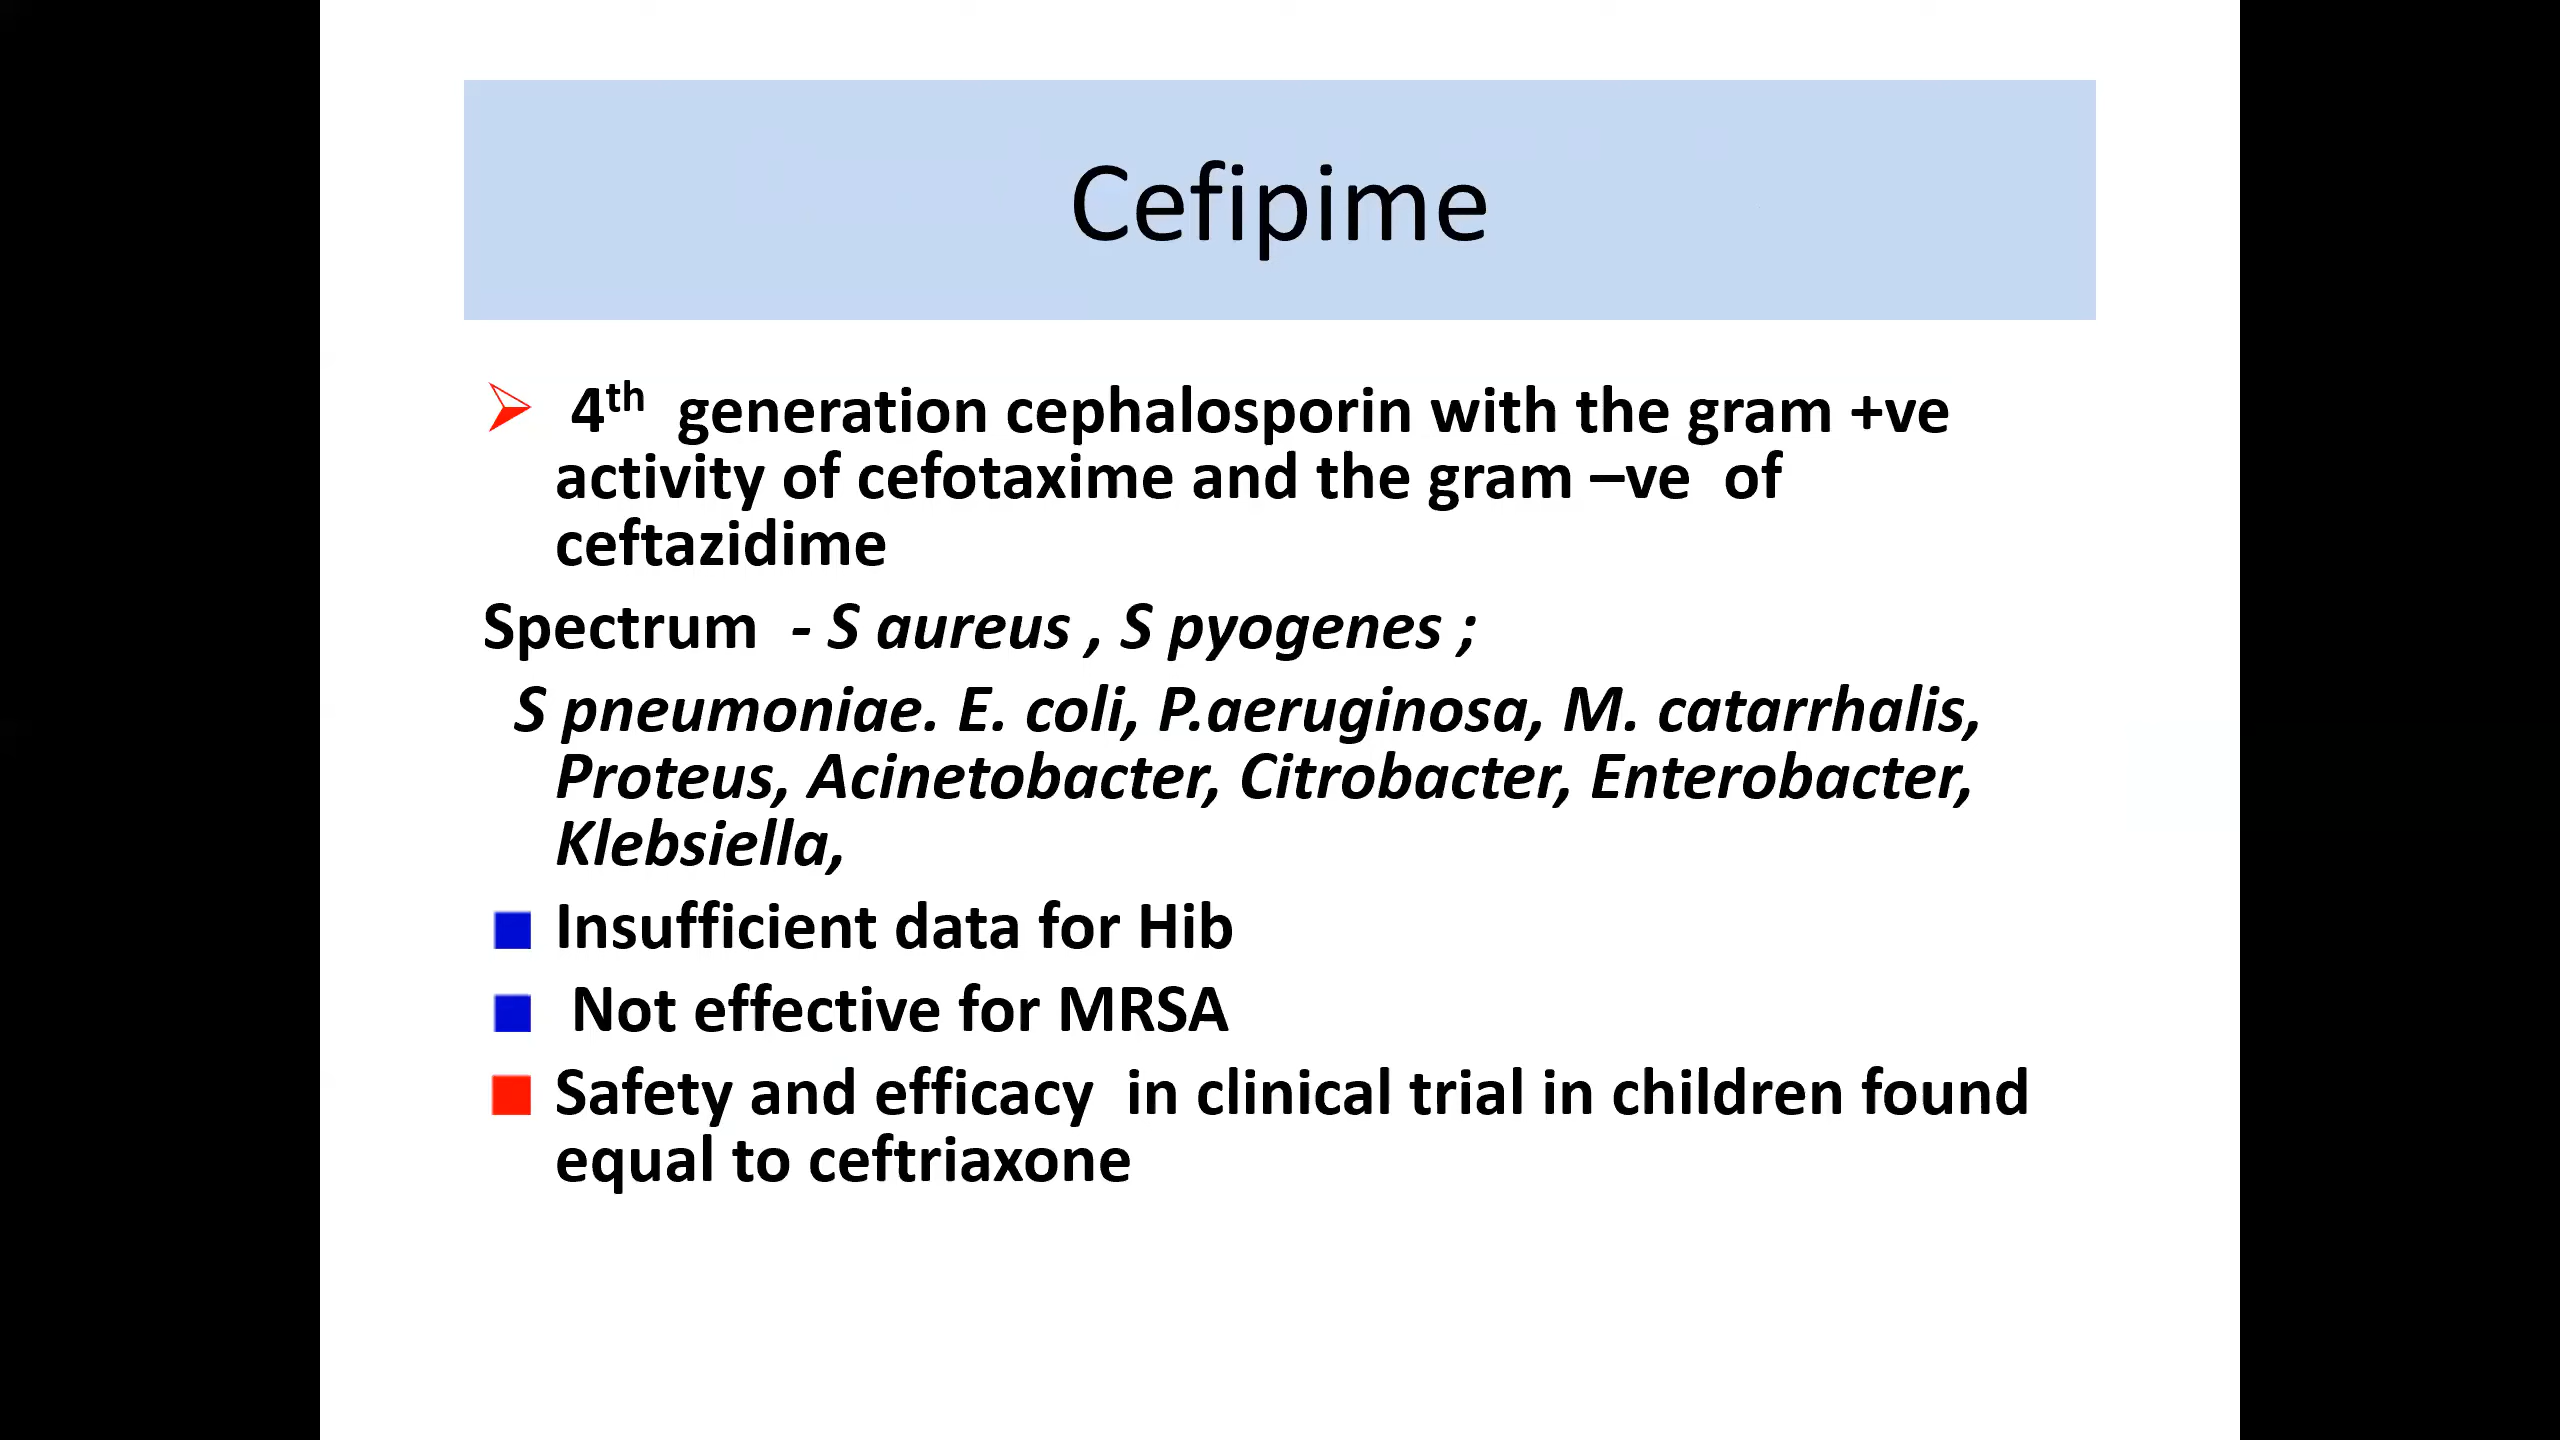 Cefipime
4th generation cephalosporin with the gram +ve
activity of cefotaxime and the gram –ve of
ceftazidime
Spectrum - S aureus , S pyogenes ;
S pneumoniae. E. coli, P.aeruginosa, M. catarrhalis,
Proteus, Acinetobacter, Citrobacter, Enterobacter,
Klebsiella,
Insufficient data for Hib
Not effective for MRSA
Safety and efficacy in clinical trial in children found
equal to ceftriaxone